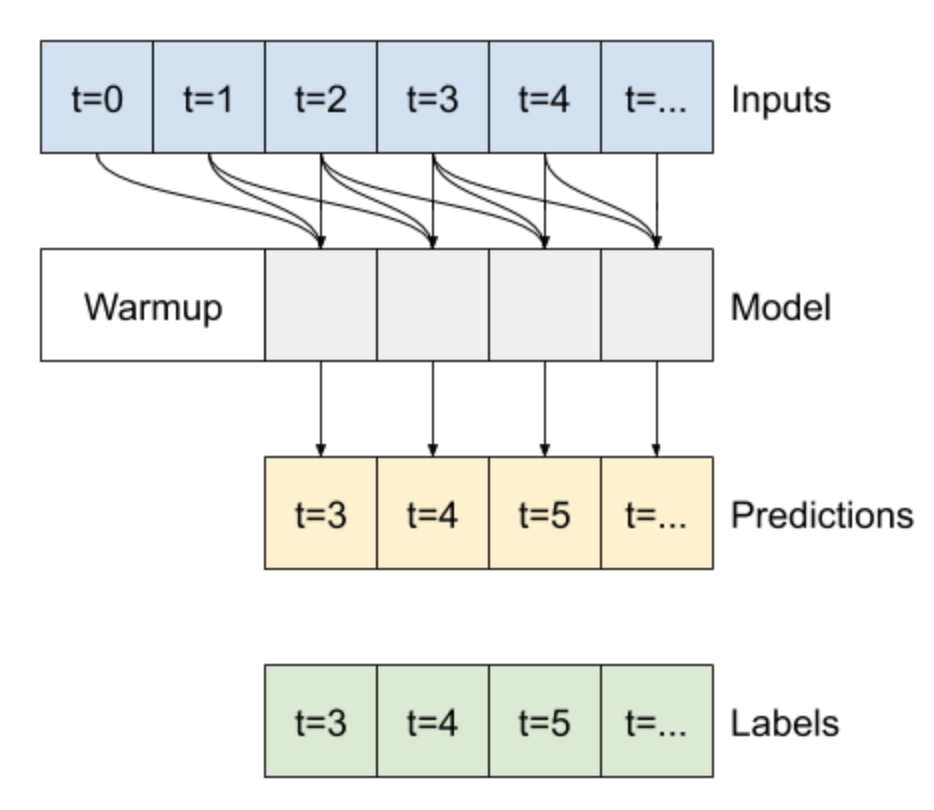 t=0 t=1 t=2 t=3 t=4 t=... Inputs
Warmup Model
t=3 t=4 t=5 t=... Predictions
t=3 t=4 t=5 t=... Labels